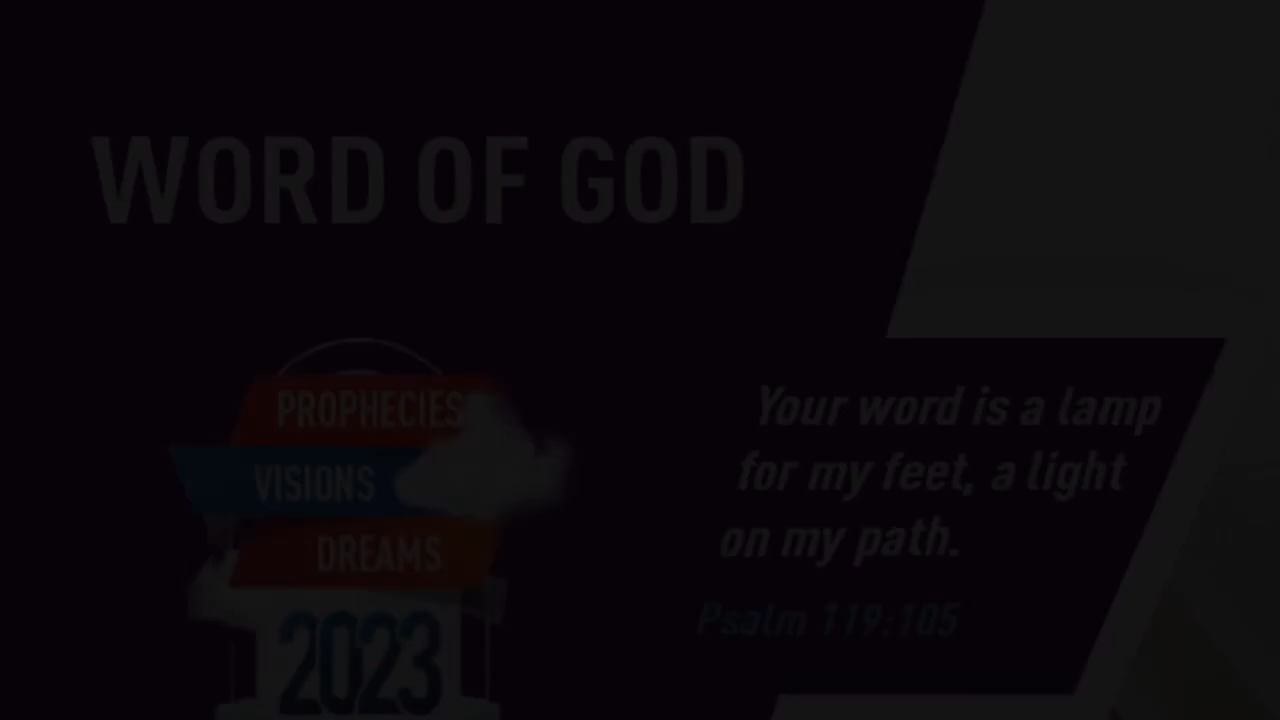 WORD OF GOD
PROPHECIES
VISIONS
DREAMS
2023
Your word is a lamp
for my feet, a light
on my path.
Psalm 119:105